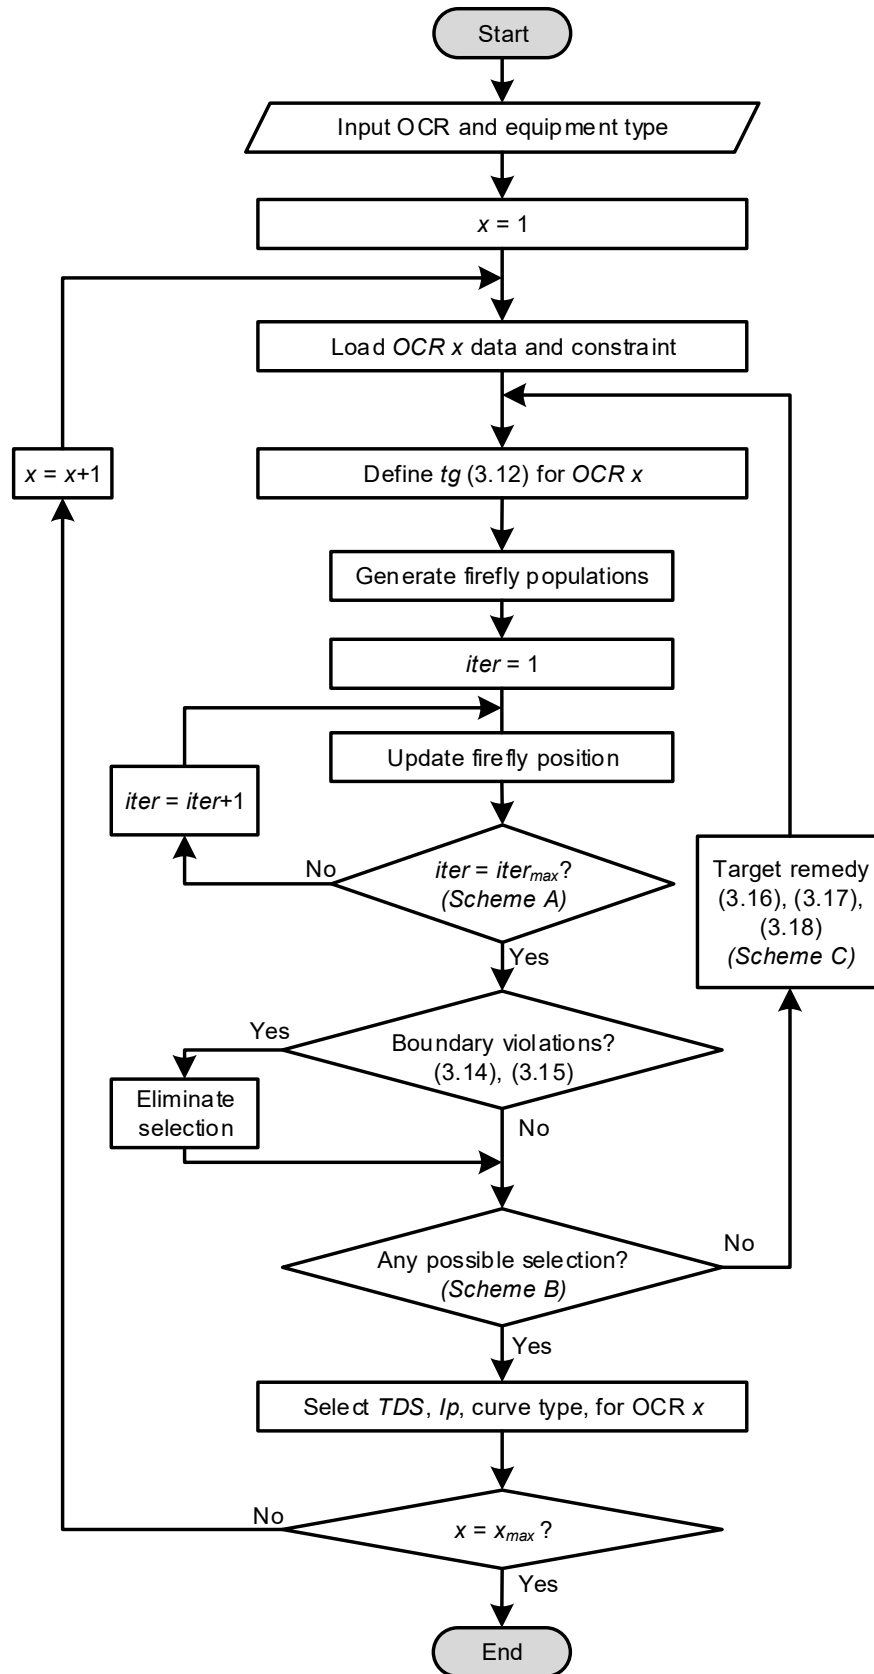 Start
Input OCR and equipment type
x = 1
Load OCR x data and constraint
x = x+1
Define tg (3.12) for OCR x
Generate firefly populations
iter = 1
Update firefly position
iter = iter+1
No
iter = iter_max?
(Scheme A)
Target remedy
(3.16), (3.17),
(3.18)
(Scheme C)
Yes
Yes
Boundary violations?
(3.14), (3.15)
Eliminate
selection
No
Any possible selection?
(Scheme B)
No
Yes
Select TDS, Ip, curve type, for OCR x
No
x = x_max ?
Yes
End